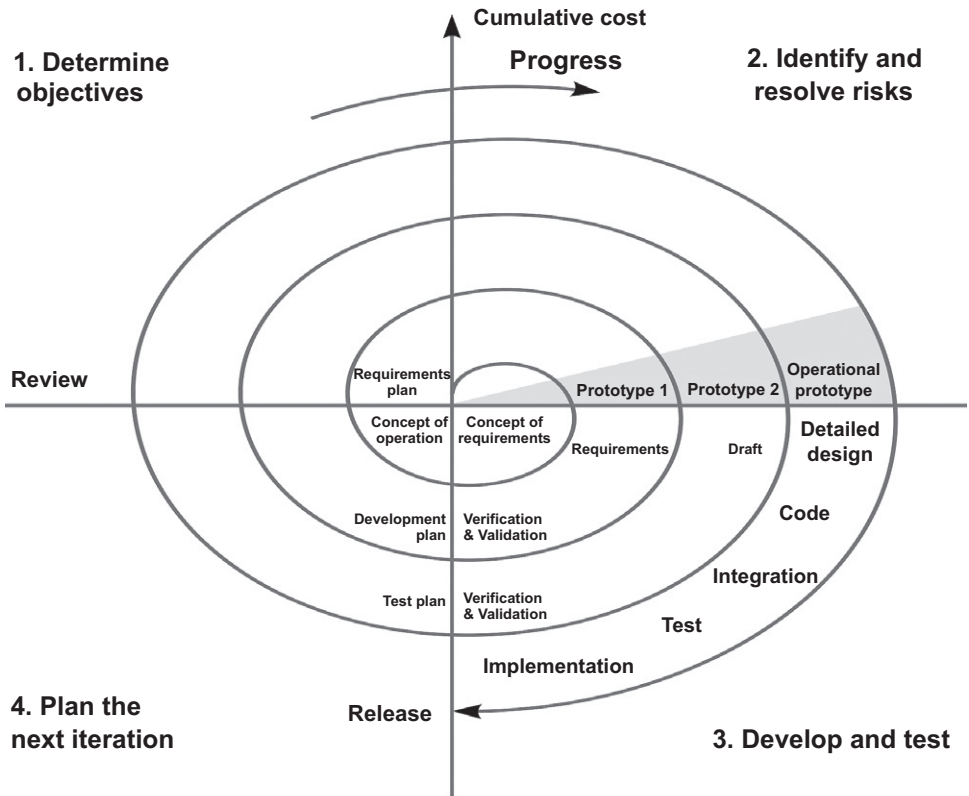 Cumulative cost
1. Determine
objectives
Progress
2. Identify and
resolve risks
Review
Requirements
plan
Prototype 1
Prototype 2
Operational
prototype
Concept of
operation
Concept of
requirements
Requirements
Draft
Detailed
design
Code
Development
plan
Verification
& Validation
Integration
Test plan
Verification
& Validation
Test
Implementation
4. Plan the
next iteration
Release
3. Develop and test